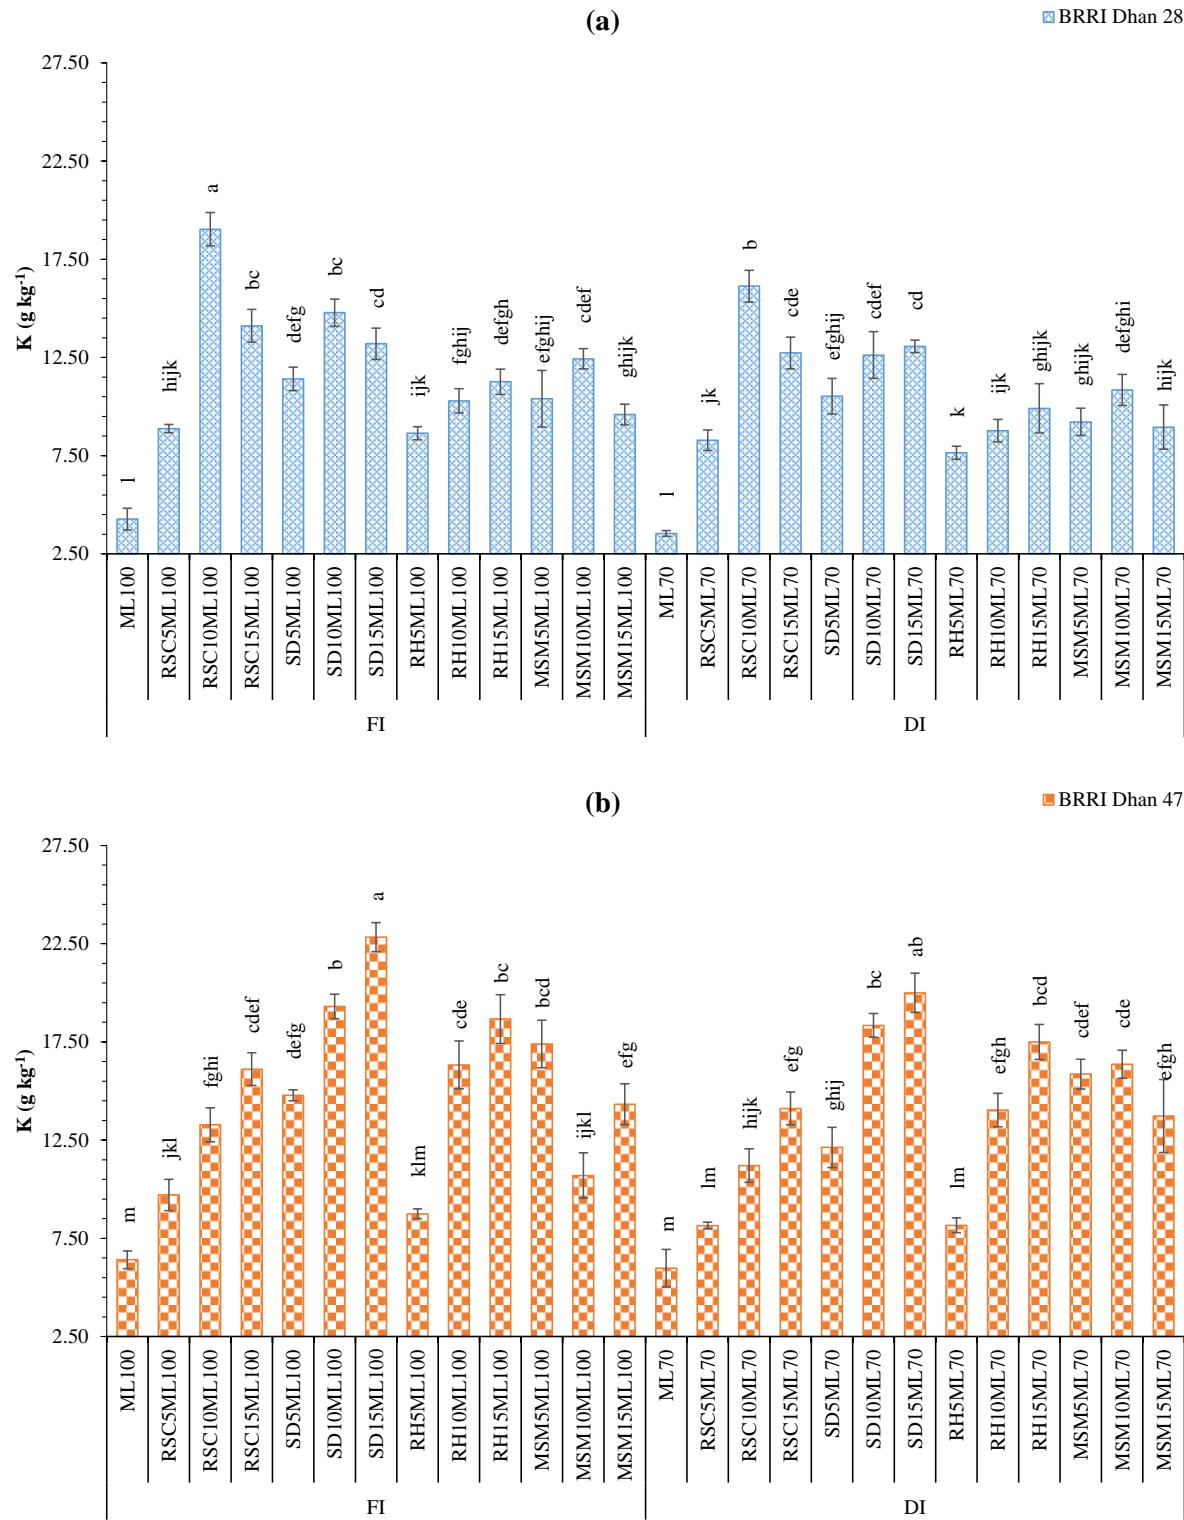 (a)
BRRI Dhan 28
27.50
22.50
17.50
12.50
7.50
2.50
K (g kg⁻¹)
l
hijk
a
bc
defg
bc
cd
ijk
fghij
defgh
efghij
cdef
ghijk
l
jk
b
cde
efghij
cdef
cd
k
ijk
ghijk
ghijk
defghi
hijk
ML100
RSC5ML100
RSC10ML100
RSC15ML100
SD5ML100
SD10ML100
SD15ML100
RH5ML100
RH10ML100
RH15ML100
MSM5ML100
MSM10ML100
MSM15ML100
ML70
RSC5ML70
RSC10ML70
RSC15ML70
SD5ML70
SD10ML70
SD15ML70
RH5ML70
RH10ML70
RH15ML70
MSM5ML70
MSM10ML70
MSM15ML70
FI
DI
(b)
BRRI Dhan 47
27.50
22.50
17.50
12.50
7.50
2.50
K (g kg⁻¹)
m
jkl
fghi
cdef
defg
b
a
klm
cde
bc
bcd
ijkl
efg
m
lm
hijk
efg
ghij
bc
ab
lm
efgh
bcd
cdef
cde
efgh
ML100
RSC5ML100
RSC10ML100
RSC15ML100
SD5ML100
SD10ML100
SD15ML100
RH5ML100
RH10ML100
RH15ML100
MSM5ML100
MSM10ML100
MSM15ML100
ML70
RSC5ML70
RSC10ML70
RSC15ML70
SD5ML70
SD10ML70
SD15ML70
RH5ML70
RH10ML70
RH15ML70
MSM5ML70
MSM10ML70
MSM15ML70
FI
DI